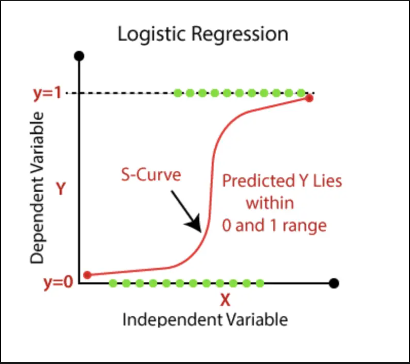 Logistic Regression
y=1
Dependent Variable
Y
S-Curve
Predicted Y Lies
within
0 and 1 range
y=0
X
Independent Variable